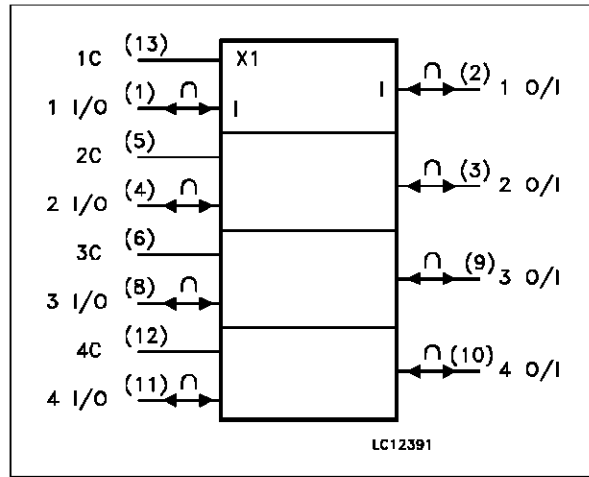 1C (13)
X1
1 I/O (1) ∩
I
I
∩ (2) 1 O/I
2C (5)
2 I/O (4) ∩
∩ (3) 2 O/I
3C (6)
3 I/O (8) ∩
∩ (9) 3 O/I
4C (12)
4 I/O (11) ∩
∩ (10) 4 O/I
LC12391